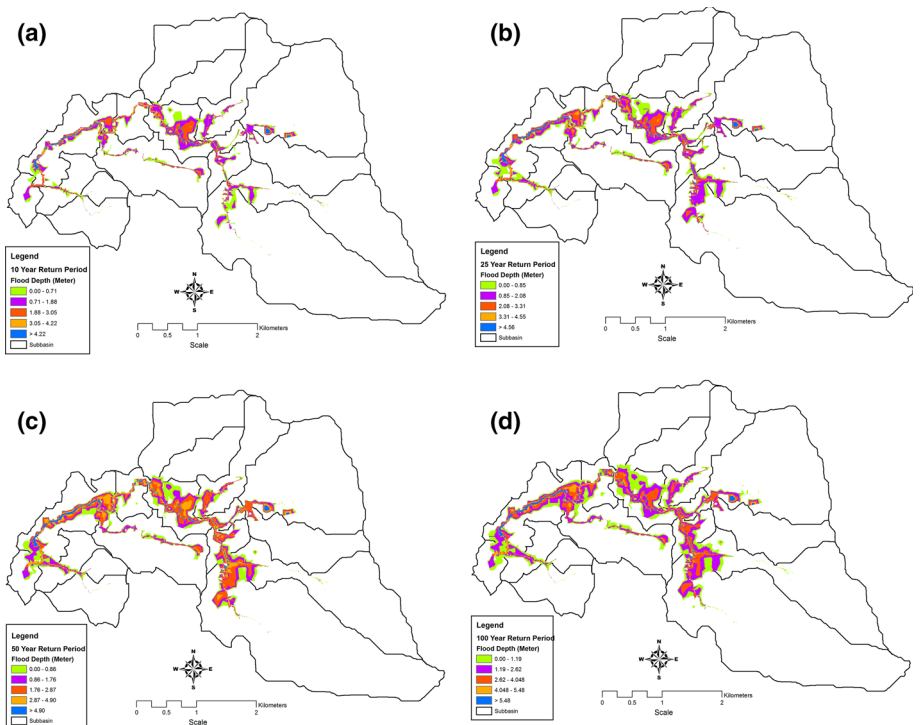 (a)
Legend
10 Year Return Period
Flood Depth (Meter)
0.00 - 0.71
0.71 - 1.88
1.88 - 3.05
3.05 - 4.22
> 4.22
Subbasin
N
W E
S
Kilometers
0 0.5 1 2
Scale
(b)
Legend
25 Year Return Period
Flood Depth (Meter)
0.00 - 0.85
0.85 - 2.08
2.08 - 3.31
3.31 - 4.55
> 4.56
Subbasin
N
W E
S
Kilometers
0 0.5 1 2
Scale
(c)
Legend
50 Year Return Period
Flood Depth (Meter)
0.00 - 0.86
0.86 - 1.76
1.76 - 2.87
2.87 - 4.90
> 4.90
Subbasin
N
W E
S
Kilometers
0 0.5 1 2
Scale
(d)
Legend
100 Year Return Period
Flood Depth (Meter)
0.00 - 1.19
1.19 - 2.62
2.62 - 4.048
4.048 - 5.48
> 5.48
Subbasin
N
W E
S
Kilometers
0 0.5 1 2
Scale